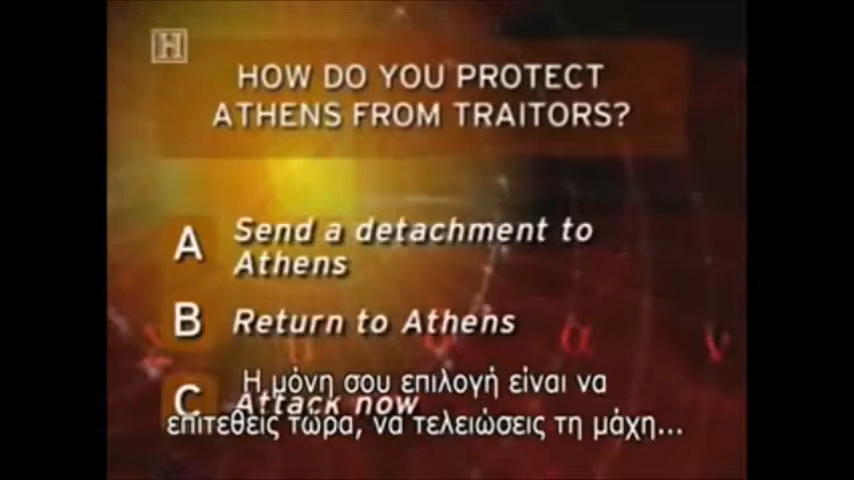 H
HOW DO YOU PROTECT
ATHENS FROM TRAITORS?
A Send a detachment to
Athens
B Return to Athens
υ α ν
C Attack now
Η μόνη σου επιλογή είναι να
επιτεθείς τώρα, να τελειώσεις τη μάχη...